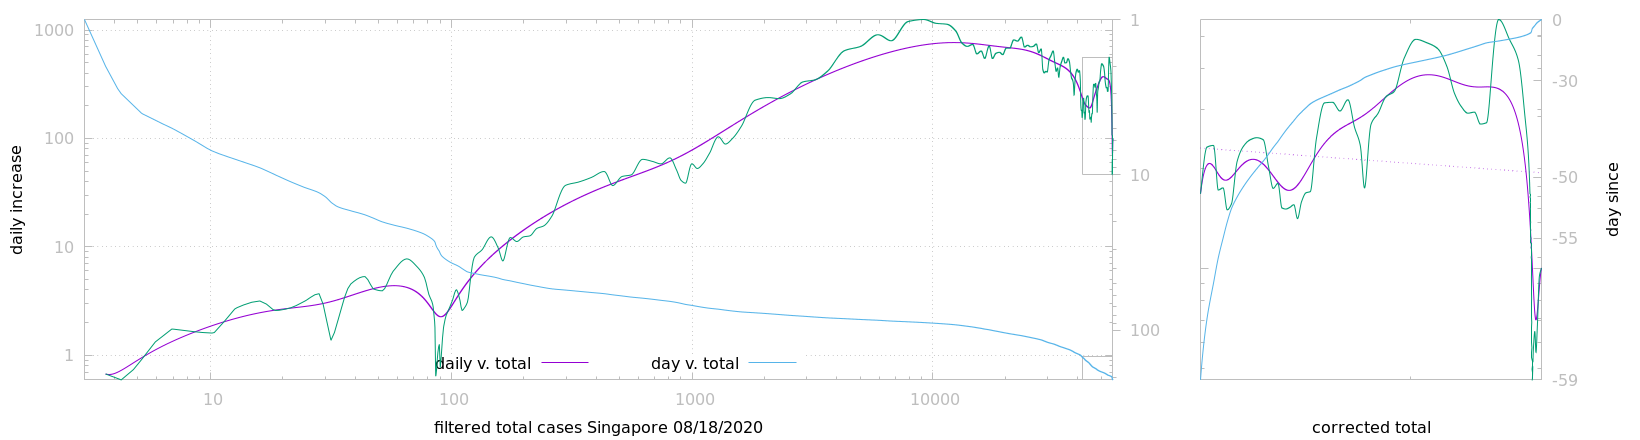 1000
100
10
1
daily increase
10
100
1000
10000
1
10
100
daily v. total
day v. total
filtered total cases Singapore 08/18/2020
0
-30
-50
-55
-59
day since
corrected total